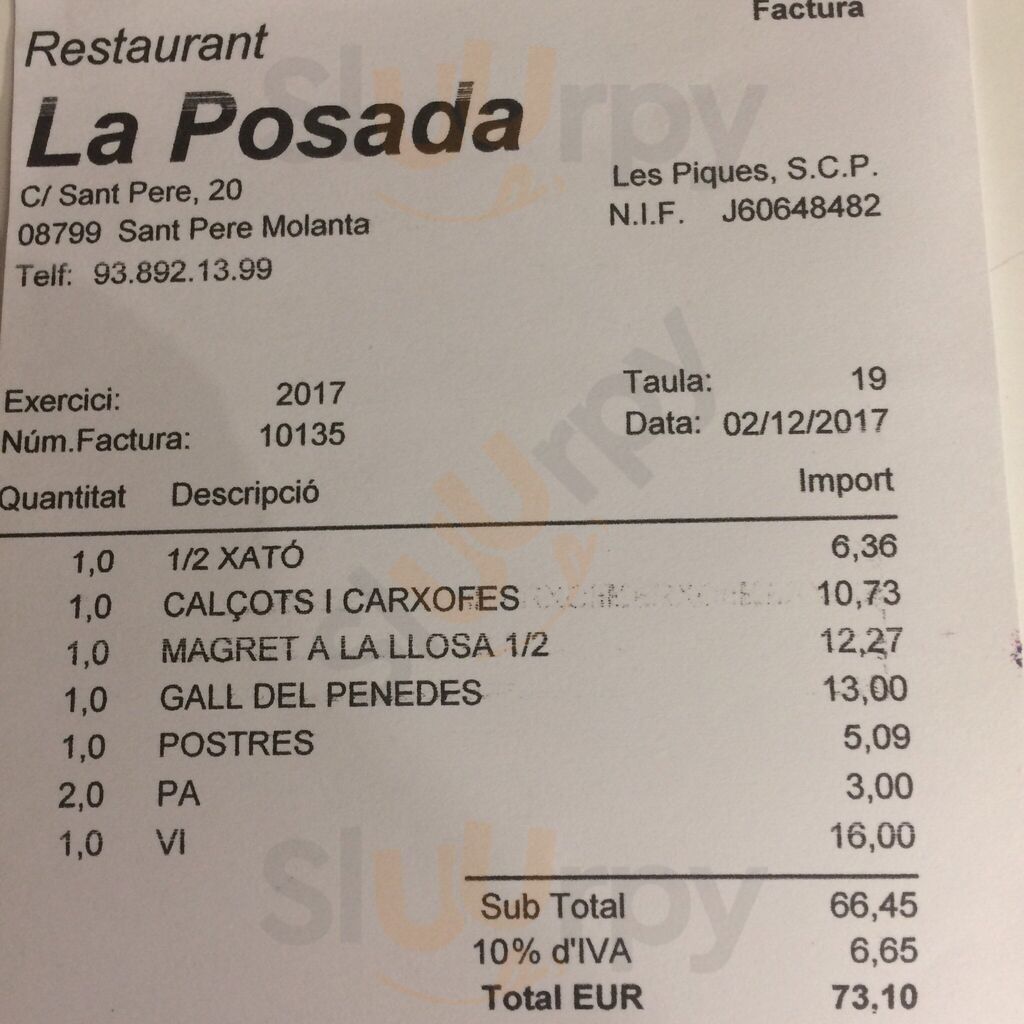 Factura
Restaurant
La Posada
C/ Sant Pere, 20
08799 Sant Pere Molanta
Telf: 93.892.13.99
Les Piques, S.C.P.
N.I.F. J60648482
Exercici: 2017
Núm.Factura: 10135
Taula: 19
Data: 02/12/2017
Quantitat Descripció Import
1,0 1/2 XATÓ 6,36
1,0 CALÇOTS I CARXOFES 10,73
1,0 MAGRET A LA LLOSA 1/2 12,27
1,0 GALL DEL PENEDES 13,00
1,0 POSTRES 5,09
2,0 PA 3,00
1,0 VI 16,00
Sub Total 66,45
10% d'IVA 6,65
Total EUR 73,10
Sluurpy
Sluurpy
Sluurpy